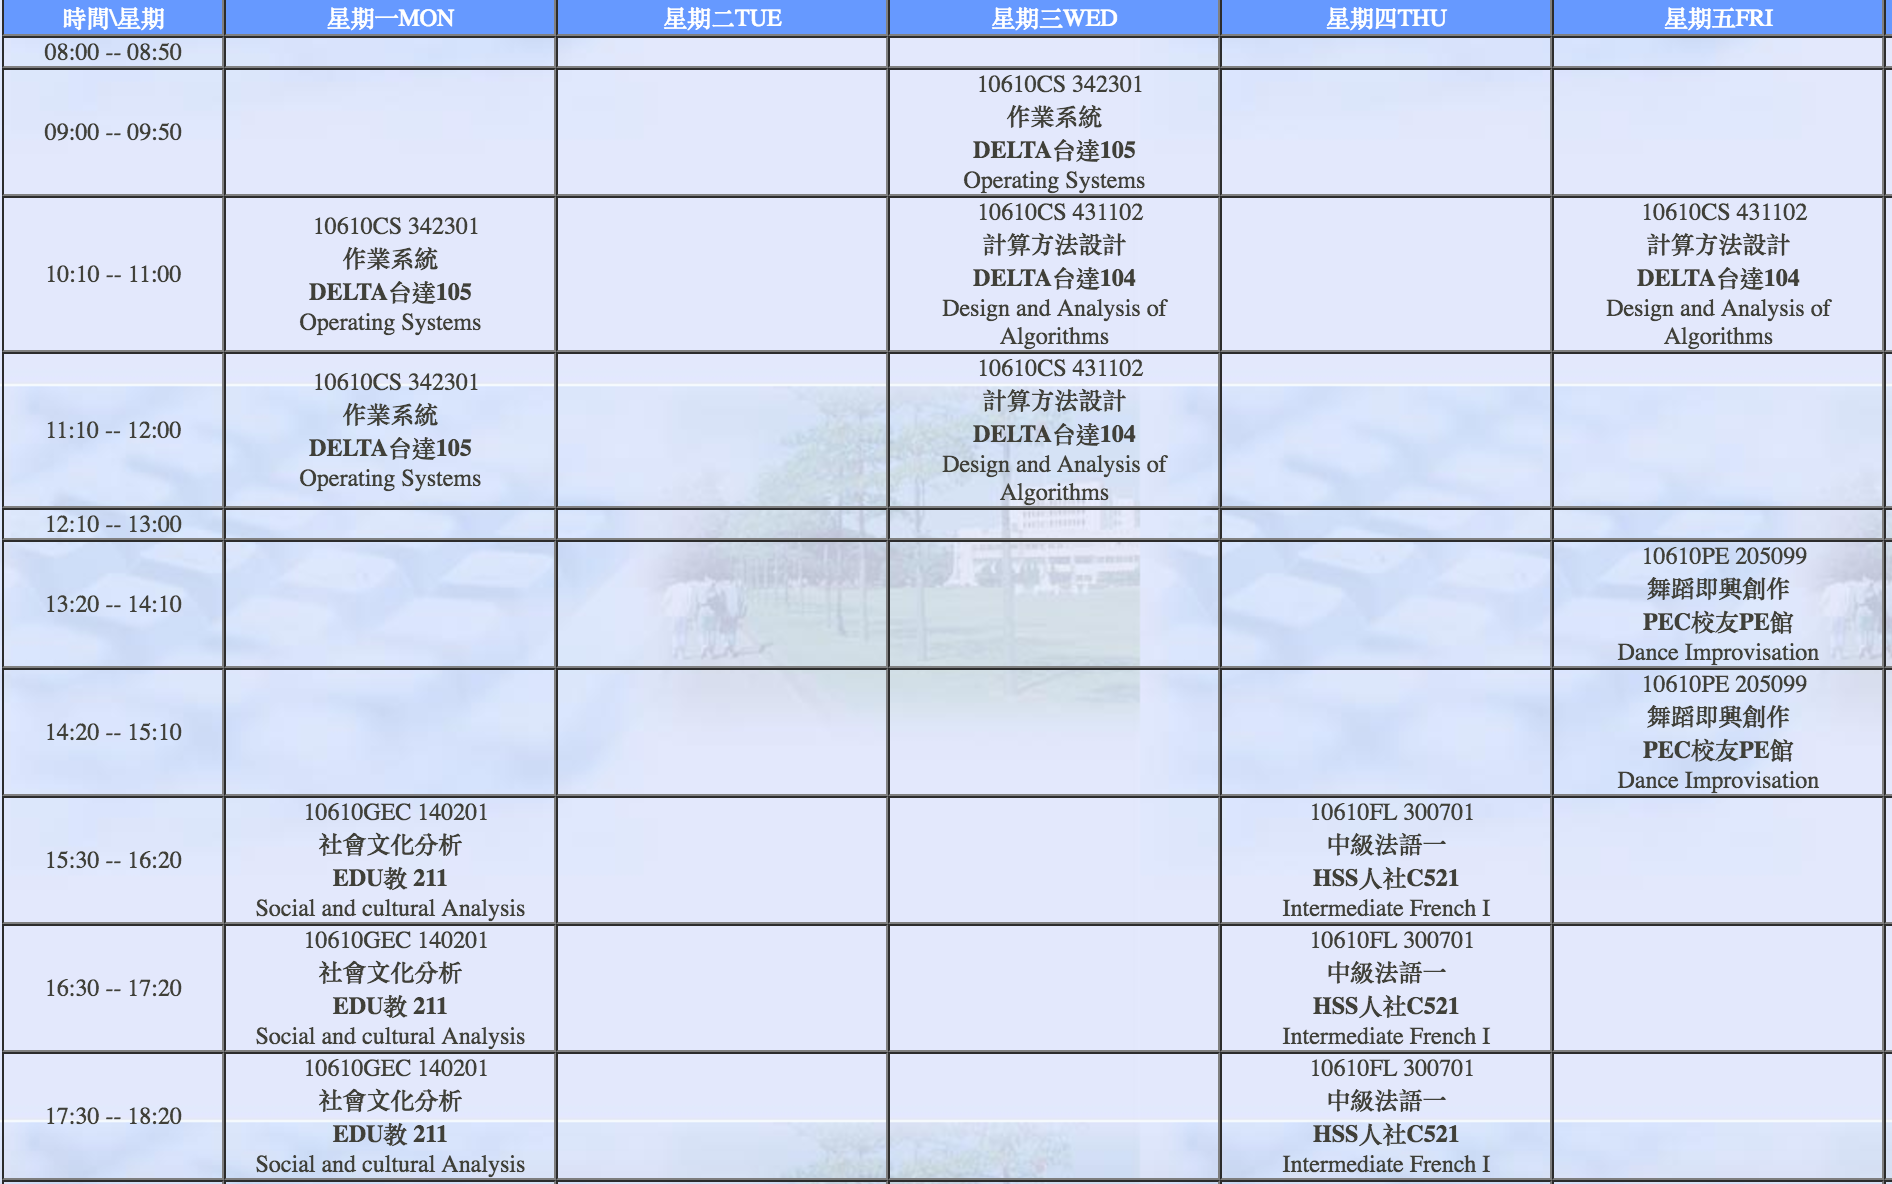 時間\星期 星期一MON 星期二TUE 星期三WED 星期四THU 星期五FRI
08:00 -- 08:50
09:00 -- 09:50
10610CS 342301
作業系統
DELTA台達105
Operating Systems
10:10 -- 11:00
10610CS 342301
作業系統
DELTA台達105
Operating Systems
10610CS 431102
計算方法設計
DELTA台達104
Design and Analysis of
Algorithms
10610CS 431102
計算方法設計
DELTA台達104
Design and Analysis of
Algorithms
11:10 -- 12:00
10610CS 342301
作業系統
DELTA台達105
Operating Systems
10610CS 431102
計算方法設計
DELTA台達104
Design and Analysis of
Algorithms
12:10 -- 13:00
13:20 -- 14:10
10610PE 205099
舞蹈即興創作
PEC校友PE館
Dance Improvisation
14:20 -- 15:10
10610PE 205099
舞蹈即興創作
PEC校友PE館
Dance Improvisation
15:30 -- 16:20
10610GEC 140201
社會文化分析
EDU教 211
Social and cultural Analysis
10610FL 300701
中級法語一
HSS人社C521
Intermediate French I
16:30 -- 17:20
10610GEC 140201
社會文化分析
EDU教 211
Social and cultural Analysis
10610FL 300701
中級法語一
HSS人社C521
Intermediate French I
17:30 -- 18:20
10610GEC 140201
社會文化分析
EDU教 211
Social and cultural Analysis
10610FL 300701
中級法語一
HSS人社C521
Intermediate French I